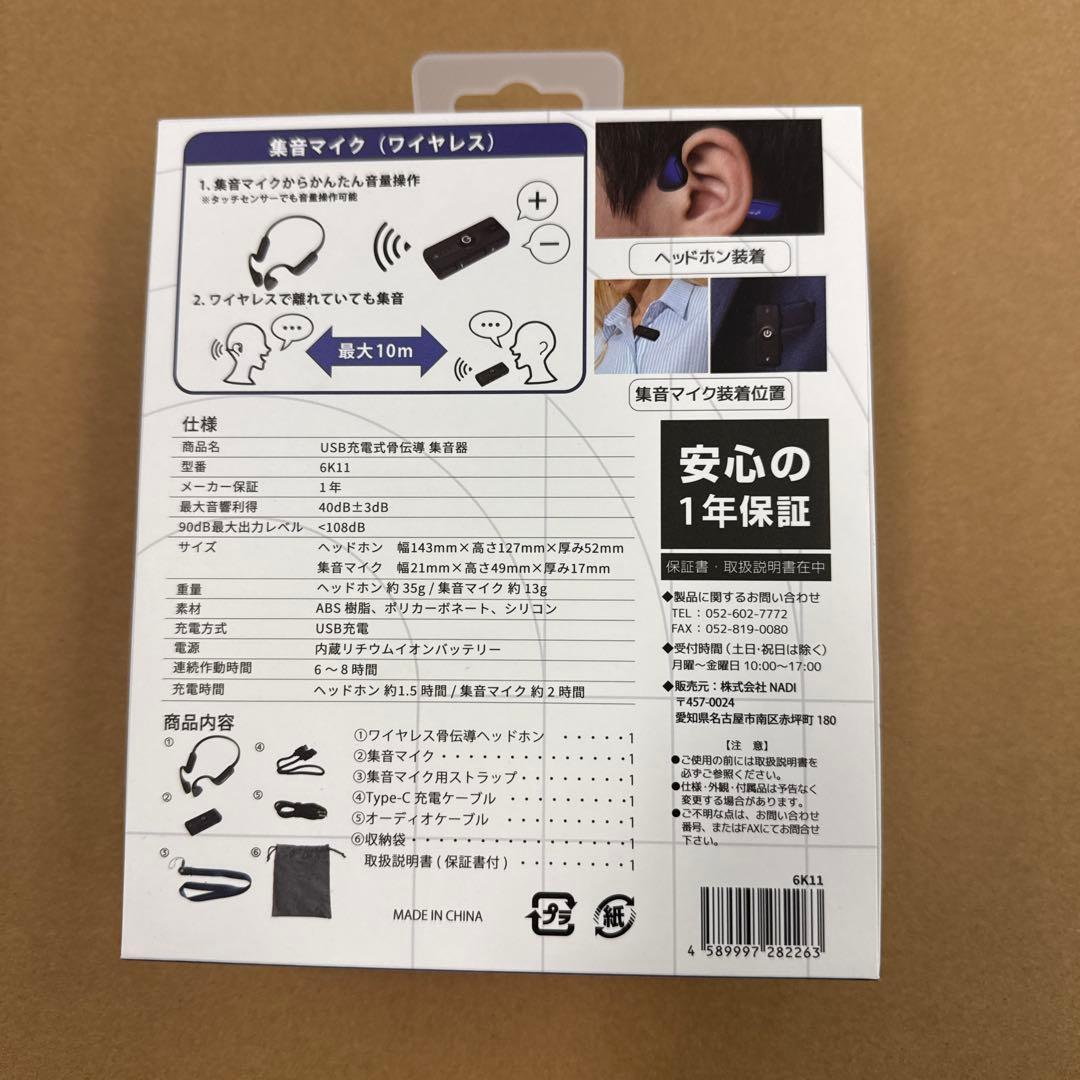 集音マイク（ワイヤレス）
1、集音マイクからかんたん音量操作
※タッチセンサーでも音量操作可能
2．ワイヤレスで離れていても集音
最大10m
ヘッドホン装着
集音マイク装着位置
仕様
商品名 USB充電式骨伝導 集音器
型番 6K11
メーカー保証 1年
最大音響利得 40dB±3dB
90dB最大出力レベル <108dB
サイズ ヘッドホン 幅143mm×高さ127mm×厚み52mm
集音マイク 幅21mm×高さ49mm×厚み17mm
重量 ヘッドホン 約 35g / 集音マイク 約 13g
素材 ABS 樹脂、ポリカーボネート、シリコン
充電方式 USB充電
電源 内蔵リチウムイオンバッテリー
連続作動時間 6～8時間
充電時間 ヘッドホン 約1.5 時間 / 集音マイク 約 2 時間
安心の
1年保証
保証書・取扱説明書在中
◆製品に関するお問い合わせ
TEL：052-602-7772
FAX：052-819-0080
◆受付時間（土日・祝日は除く）
月曜～金曜日 10:00～17:00
◆販売元：株式会社 NADI
〒457-0024
愛知県名古屋市南区赤坪町 180
【注 意】
●ご使用の前には取扱説明書を
必ずご参照ください。
●仕様・外観・付属品は予告なく
変更する場合があります。
●ご不明な点は、お問い合わせ
番号、またはFAXにてお問合せ
下さい。
商品内容
① ④
② ⑤
③ ⑥
①ワイヤレス骨伝導ヘッドホン ・・・・・1
②集音マイク・・・・・・・・・・・・・・1
③集音マイク用ストラップ・・・・・・・・1
④Type-C 充電ケーブル ・・・・・・・・1
⑤オーディオケーブル ・・・・・・・・・1
⑥収納袋・・・・・・・・・・・・・・・・1
取扱説明書 ( 保証書付 ) ・・・・・・・・1
MADE IN CHINA
プラ
紙
6K11
4 589997 282263